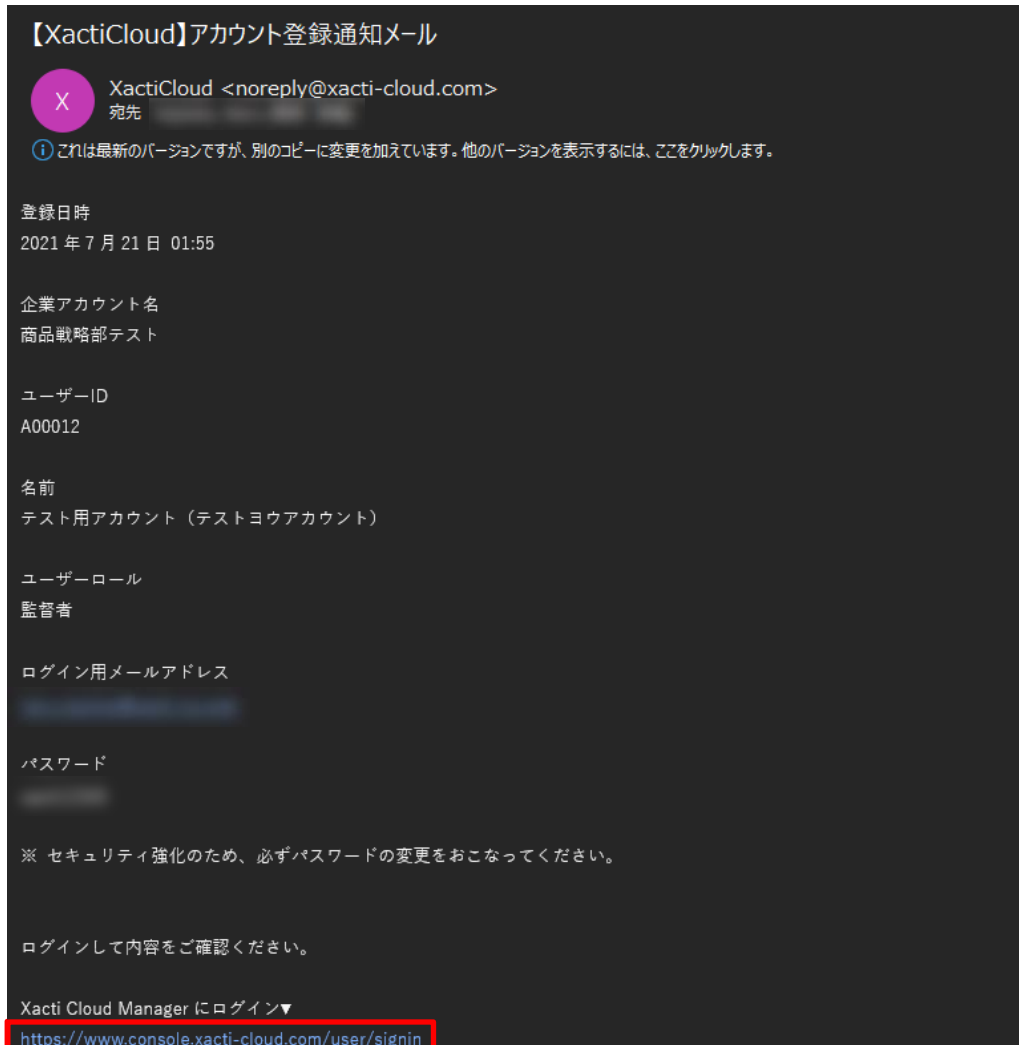 【XactiCloud】アカウント登録通知メール
X
XactiCloud <noreply@xacti-cloud.com>
宛先
これは最新のバージョンですが、別のコピーに変更を加えています。他のバージョンを表示するには、ここをクリックします。
登録日時
2021 年 7 月 21 日 01:55
企業アカウント名
商品戦略部テスト
ユーザーID
A00012
名前
テスト用アカウント（テストヨウアカウント）
ユーザーロール
監督者
ログイン用メールアドレス
パスワード
※ セキュリティ強化のため、必ずパスワードの変更をおこなってください。
ログインして内容をご確認ください。
Xacti Cloud Manager にログイン▼
https://www.console.xacti-cloud.com/user/signin